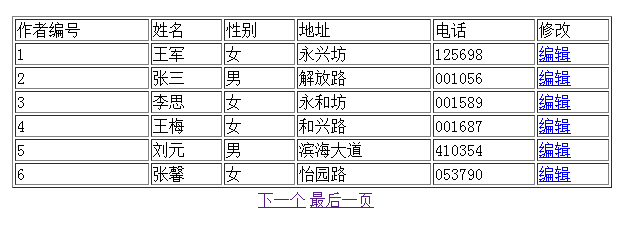 作者编号 姓名 性别 地址 电话 修改
1 王军 女 永兴坊 125698 编辑
2 张三 男 解放路 001056 编辑
3 李思 女 永和坊 001589 编辑
4 王梅 女 和兴路 001687 编辑
5 刘元 男 滨海大道 410354 编辑
6 张馨 女 怡园路 053790 编辑
下一个 最后一页